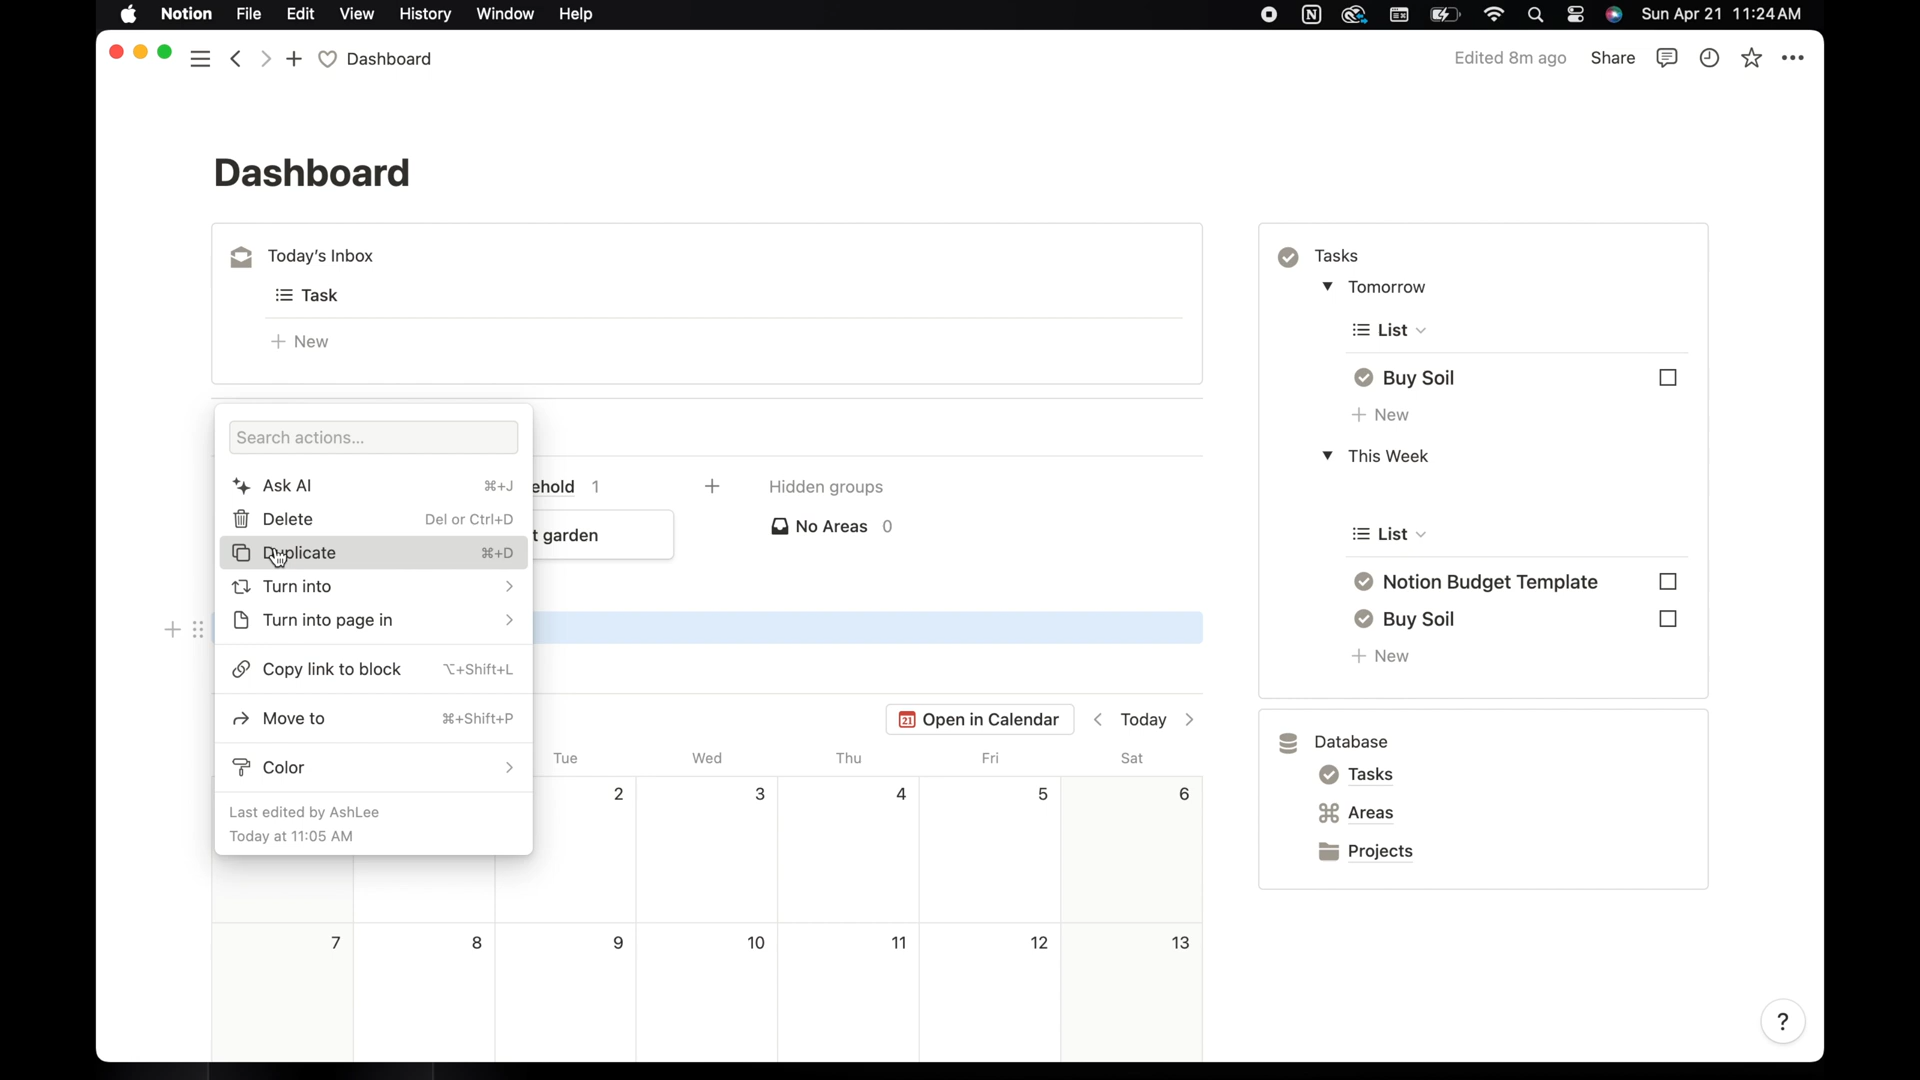 Notion File Edit View History Window Help Sun Apr 21 11:24 AM
Dashboard Edited 8m ago Share
Dashboard
Today's Inbox
Task
New
Search actions...
Ask AI ⌘+J
Delete Del or Ctrl+D
Duplicate ⌘+D
Turn into
Turn into page in
Copy link to block ⌥+Shift+L
Move to ⌘+Shift+P
Color
Last edited by AshLee
Today at 11:05 AM
ehold 1
t garden
Hidden groups
No Areas 0
21 Open in Calendar Today
Tue Wed Thu Fri Sat
2 3 4 5 6
7 8 9 10 11 12 13
Tasks
Tomorrow
List
Buy Soil
New
This Week
List
Notion Budget Template
Buy Soil
New
Database
Tasks
Areas
Projects
?